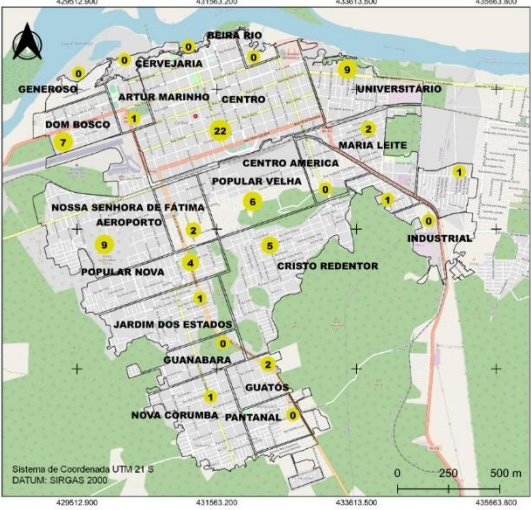 429512.900 431563.200 433613.500 435663.800
BEIRA RIO
0
0
0
CERVEJARIA
0
GENEROSO
9
UNIVERSITÁRIO
ARTUR MARINHO
CENTRO
DOM BOSCO
1
7
22
2
MARIA LEITE
CENTRO AMERICA
POPULAR VELHA
1
0
6
1
NOSSA SENHORA DE FÁTIMA
AEROPORTO
2
0
INDUSTRIAL
9
5
POPULAR NOVA
4
CRISTO REDENTOR
1
JARDIM DOS ESTADOS
0
GUANABARA
2
GUATÓS
1
NOVA CORUMBA
PANTANAL
0
Sistema de Coordenada UTM 21 S
DATUM: SIRGAS 2000
0 250 500 m
429512.900 431563.200 433613.500 435663.800